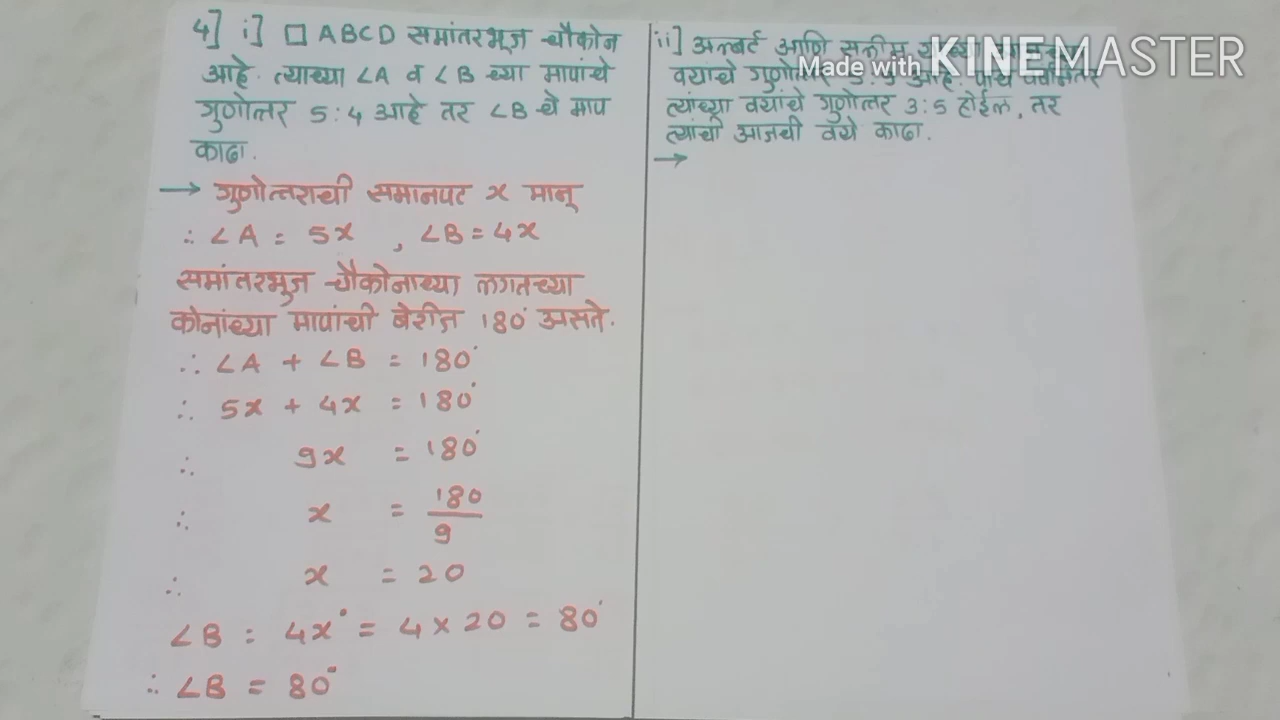 4] i] □ ABCD समांतरभूज चौकोन
आहे. त्याच्या ∠A व ∠B च्या मापांचे
गुणोत्तर 5:4 आहे तर ∠B चे माप
काढा.
→ गुणोत्तराची समानपट x मानू
∴ ∠A = 5x , ∠B = 4x
समांतरभूज चौकोनाच्या लगतच्या
कोनांच्या मापांची बेरीज 180° असते.
∴ ∠A + ∠B = 180°
∴ 5x + 4x = 180°
∴ 9x = 180°
∴ x = 180/9
∴ x = 20
∠B = 4x° = 4 × 20 = 80°
∴ ∠B = 80°
ii] अल्बर्ट आणि सलीम
वयांचे गुणोत्तर आहे. पाच
त्यांच्या वयांचे गुणोत्तर 3:5 होईल, तर
त्यांची आजची वये काढा.
→
Made with KINEMASTER